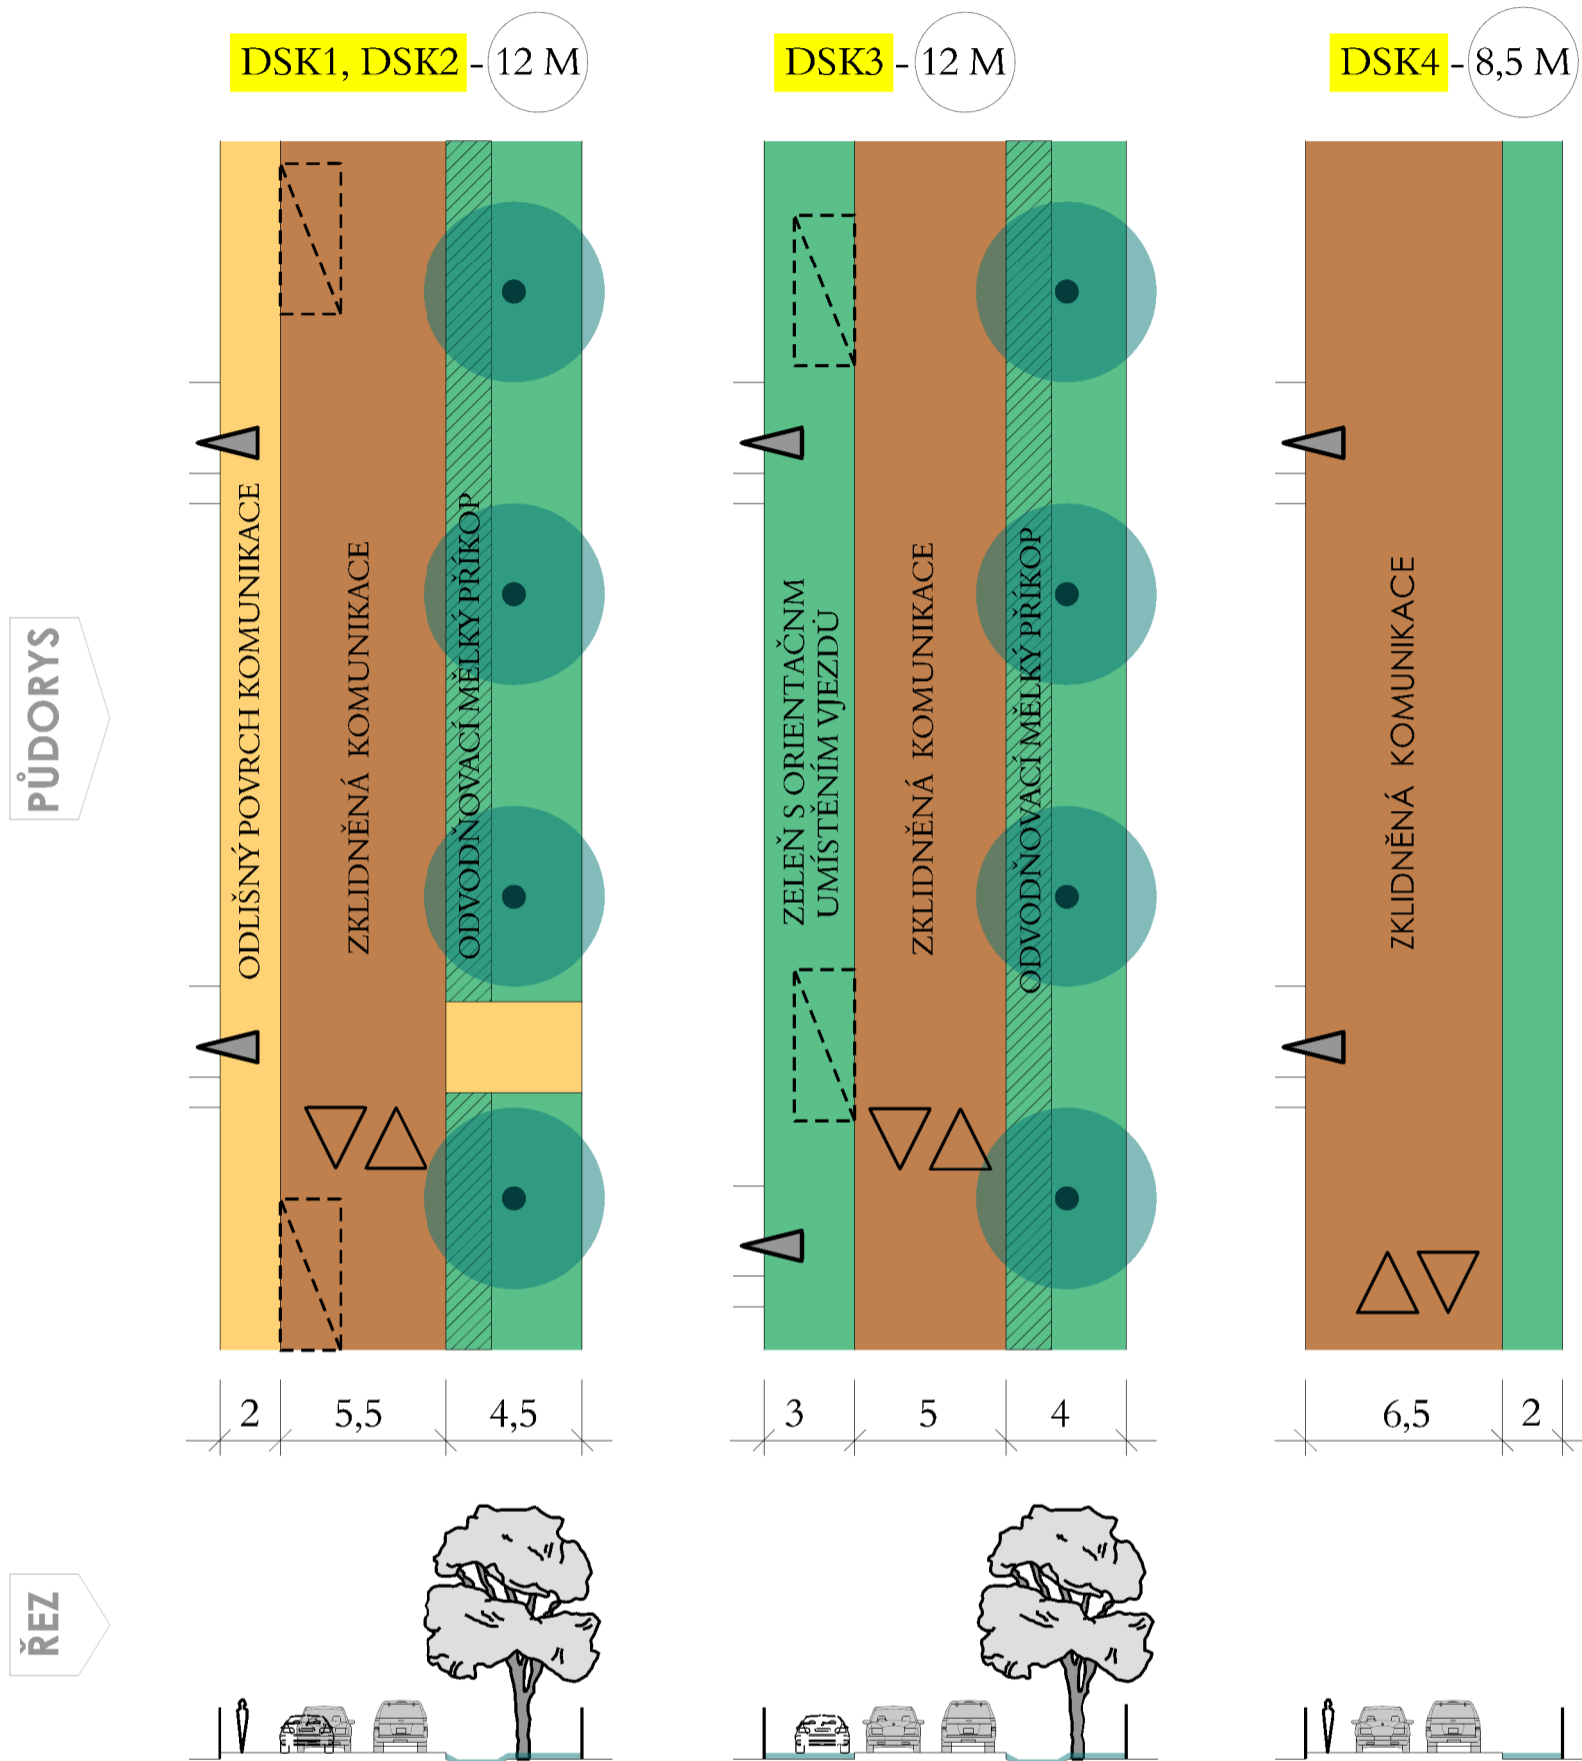 DSK1, DSK2 - 12 M
DSK3 - 12 M
DSK4 - 8,5 M
PŮDORYS
ODLIŠNÝ POVRCH KOMUNIKACE
ZKLIDNĚNÁ KOMUNIKACE
ODVODŇOVACÍ MĚLKÝ PŘÍKOP
ZELEŇ S ORIENTAČNM
UMÍSTĚNÍM VJEZDŮ
ZKLIDNĚNÁ KOMUNIKACE
ODVODŇOVACÍ MĚLKÝ PŘÍKOP
ZKLIDNĚNÁ KOMUNIKACE
2 5,5 4,5
3 5 4
6,5 2
ŘEZ